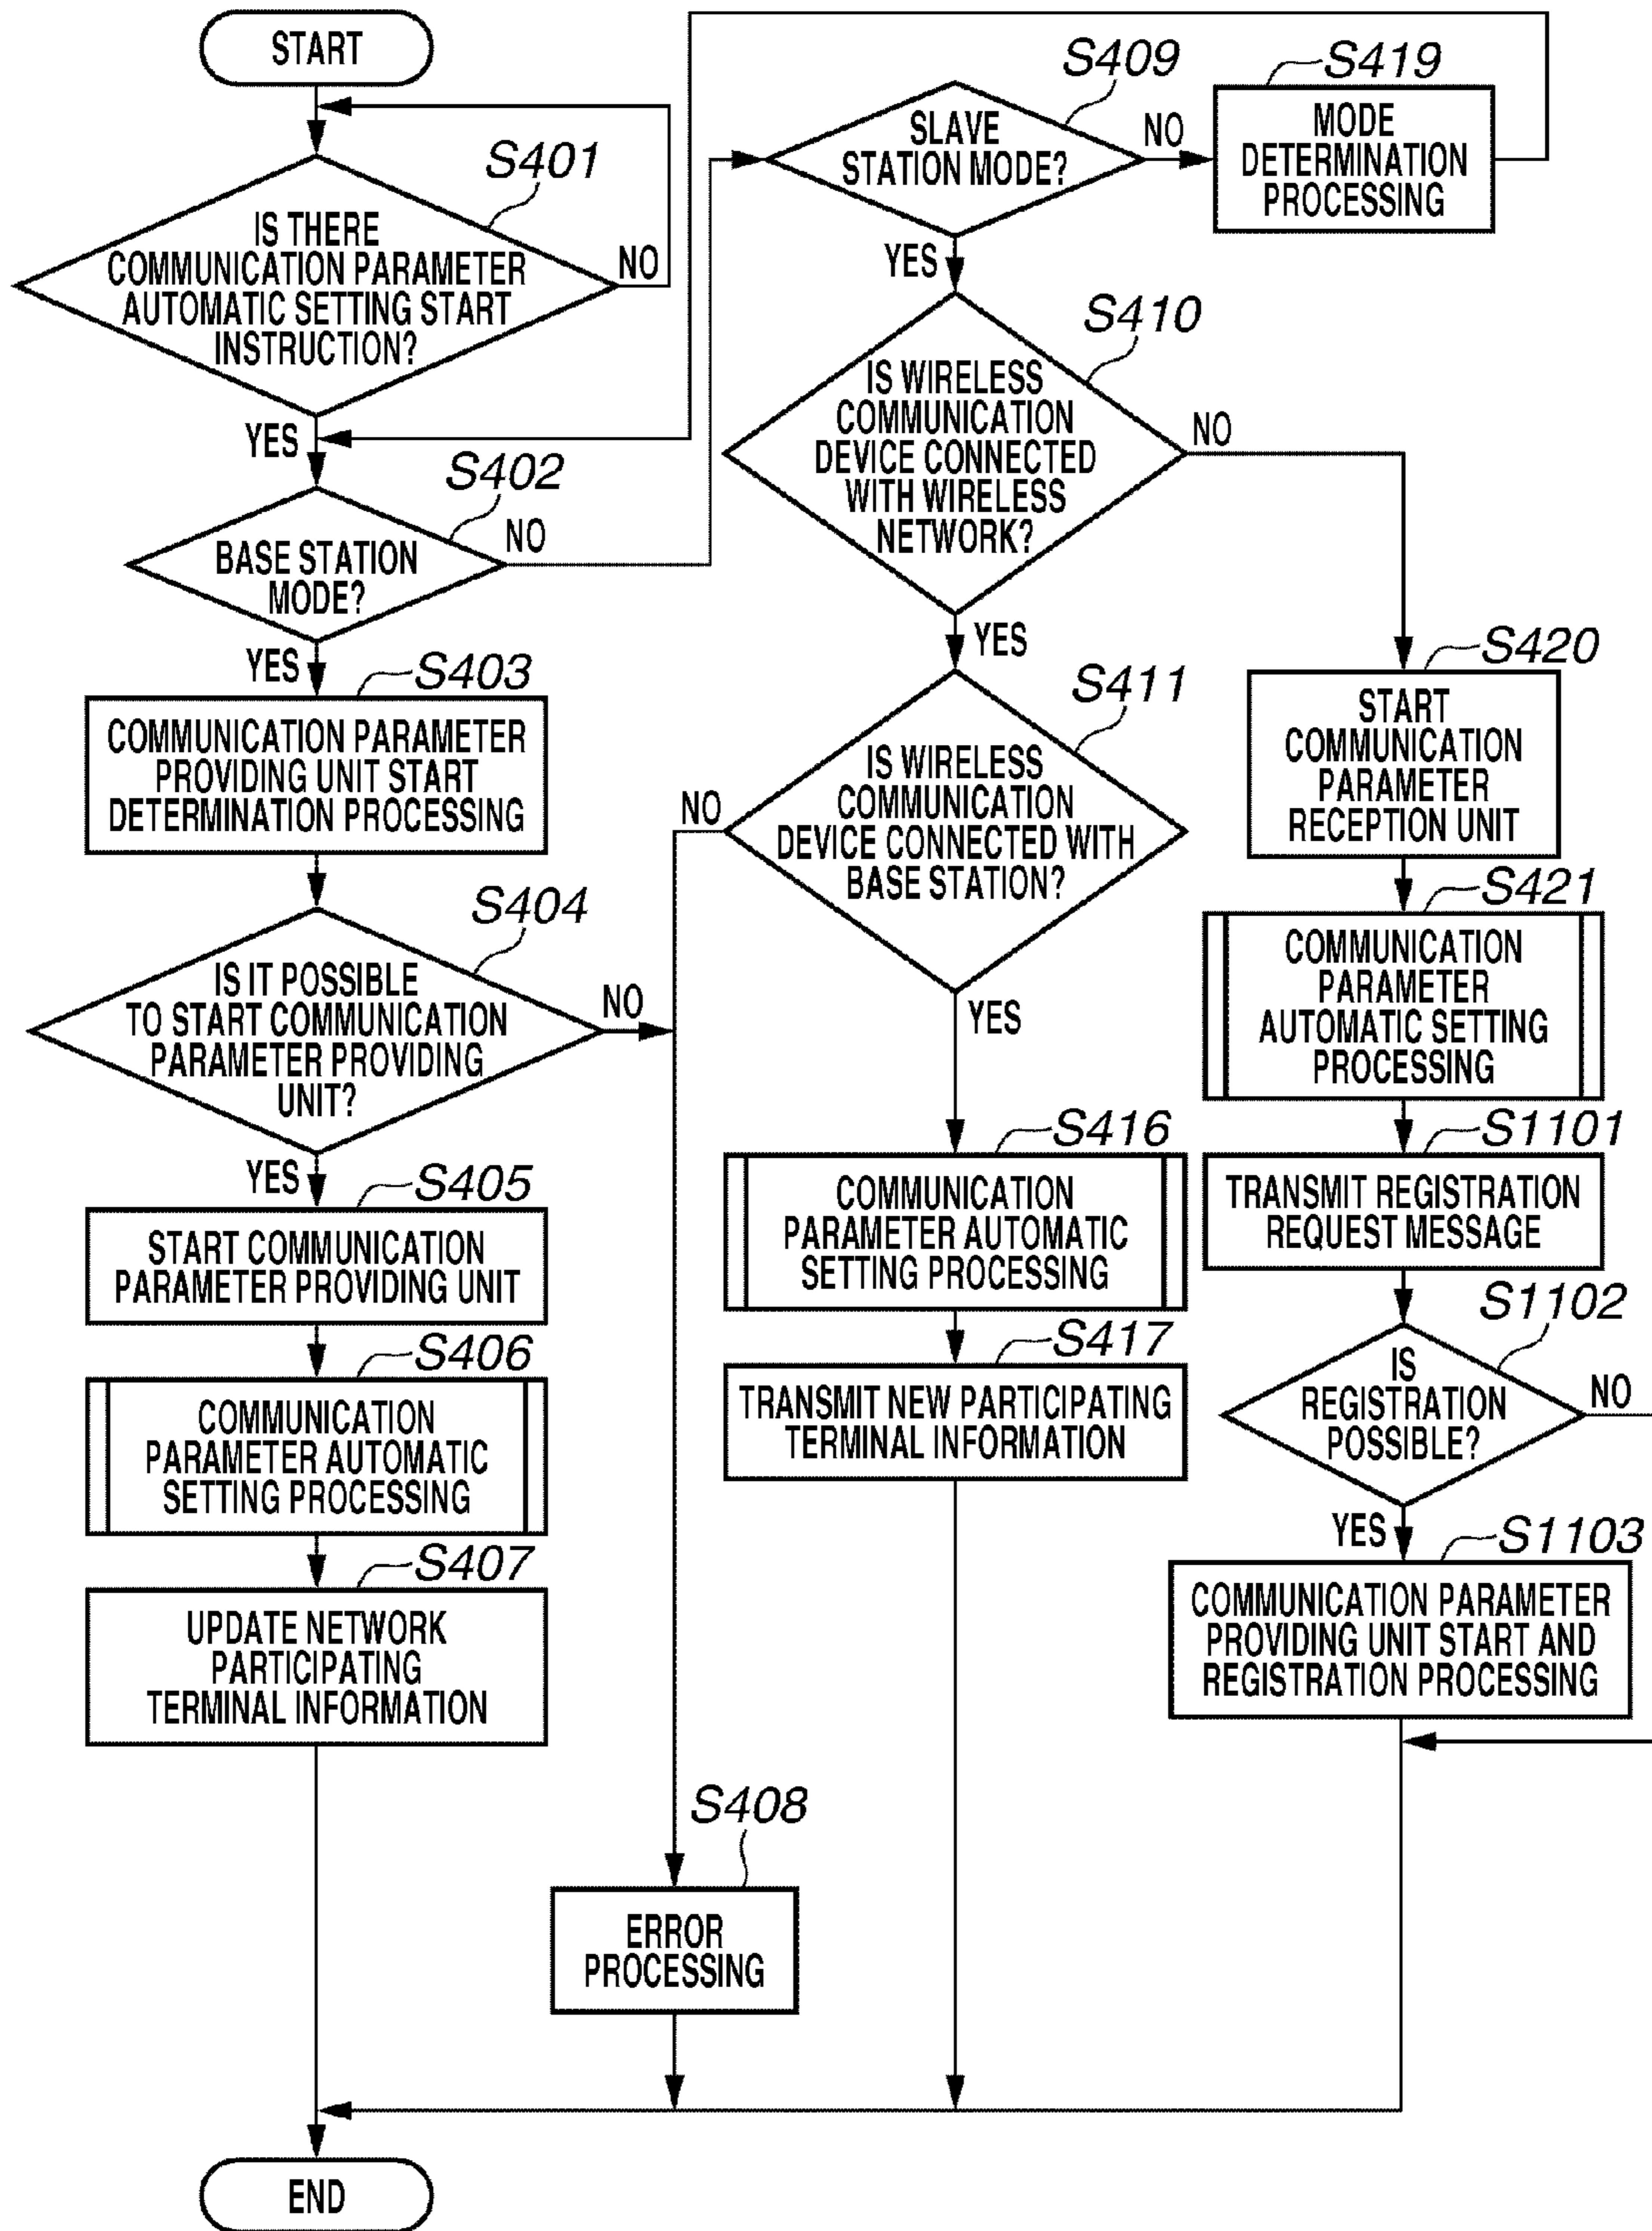 START
S401
IS THERE
COMMUNICATION PARAMETER
AUTOMATIC SETTING START
INSTRUCTION?
NO
YES
S402
BASE STATION
MODE?
NO
YES
S403
COMMUNICATION PARAMETER
PROVIDING UNIT START
DETERMINATION PROCESSING
S404
IS IT POSSIBLE
TO START COMMUNICATION
PARAMETER PROVIDING
UNIT?
NO
YES
S405
START COMMUNICATION
PARAMETER PROVIDING UNIT
S406
COMMUNICATION
PARAMETER AUTOMATIC
SETTING PROCESSING
S407
UPDATE NETWORK
PARTICIPATING
TERMINAL INFORMATION
S408
ERROR
PROCESSING
END
S409
SLAVE
STATION MODE?
NO
YES
S419
MODE
DETERMINATION
PROCESSING
S410
IS WIRELESS
COMMUNICATION
DEVICE CONNECTED
WITH WIRELESS
NETWORK?
NO
YES
S411
IS WIRELESS
COMMUNICATION
DEVICE CONNECTED WITH
BASE STATION?
NO
YES
S416
COMMUNICATION
PARAMETER AUTOMATIC
SETTING PROCESSING
S417
TRANSMIT NEW PARTICIPATING
TERMINAL INFORMATION
S420
START
COMMUNICATION
PARAMETER
RECEPTION UNIT
S421
COMMUNICATION
PARAMETER
AUTOMATIC SETTING
PROCESSING
S1101
TRANSMIT REGISTRATION
REQUEST MESSAGE
S1102
IS
REGISTRATION
POSSIBLE?
NO
YES
S1103
COMMUNICATION PARAMETER
PROVIDING UNIT START AND
REGISTRATION PROCESSING